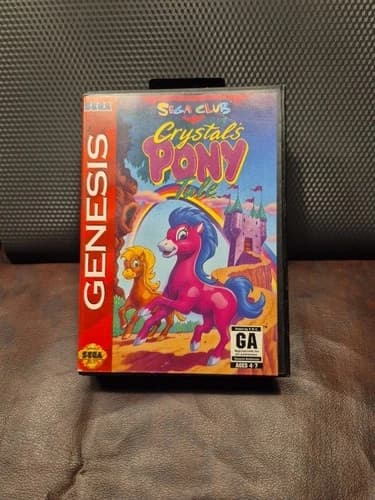 SEGA
GENESIS
SEGA CLUB
Crystal's
PONY
Tale
GA
AGES 4-7
SEGA